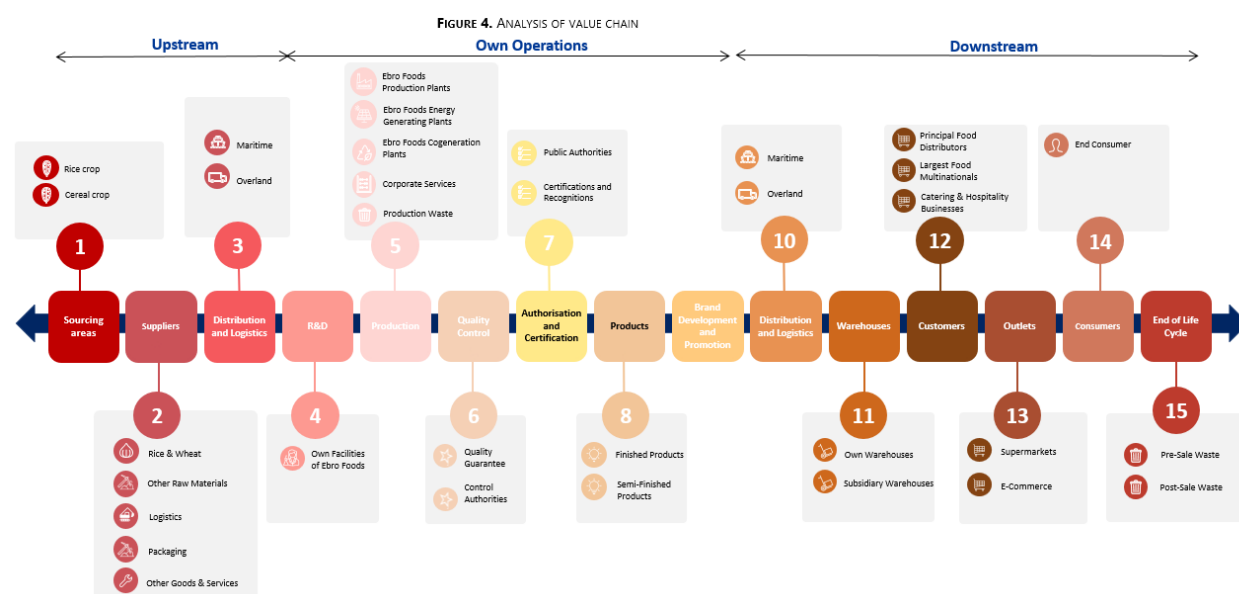 FIGURE 4. ANALYSIS OF VALUE CHAIN
Upstream
Own Operations
Downstream
Rice crop
Cereal crop
1
Maritime
Overland
3
Ebro Foods
Production Plants
Ebro Foods Energy
Generating Plants
Ebro Foods Cogeneration
Plants
Corporate Services
Production Waste
5
Public Authorities
Certifications and
Recognitions
7
Maritime
Overland
10
Principal Food
Distributors
Largest Food
Multinationals
Catering & Hospitality
Businesses
12
End Consumer
14
Sourcing
areas
Suppliers
Distribution
and Logistics
R&D
Production
Quality
Control
Authorisation
and
Certification
Products
Brand
Development
and
Promotion
Distribution
and Logistics
Warehouses
Customers
Outlets
Consumers
End of Life
Cycle
2
Rice & Wheat
Other Raw Materials
Logistics
Packaging
Other Goods & Services
4
Own Facilities
of Ebro Foods
6
Quality
Guarantee
Control
Authorities
8
Finished Products
Semi-Finished
Products
11
Own Warehouses
Subsidiary Warehouses
13
Supermarkets
E-Commerce
15
Pre-Sale Waste
Post-Sale Waste